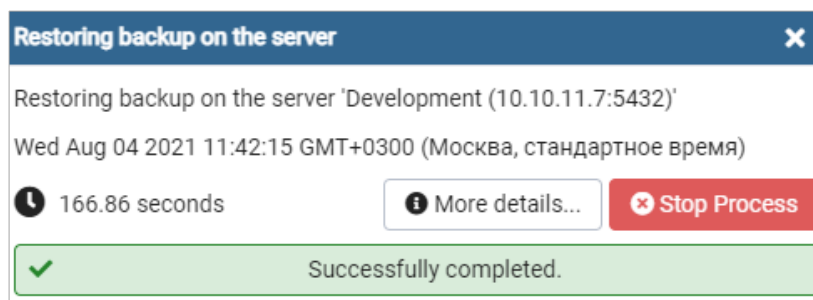 Restoring backup on the server
Restoring backup on the server 'Development (10.10.11.7:5432)'
Wed Aug 04 2021 11:42:15 GMT+0300 (Москва, стандартное время)
166.86 seconds More details... Stop Process
Successfully completed.